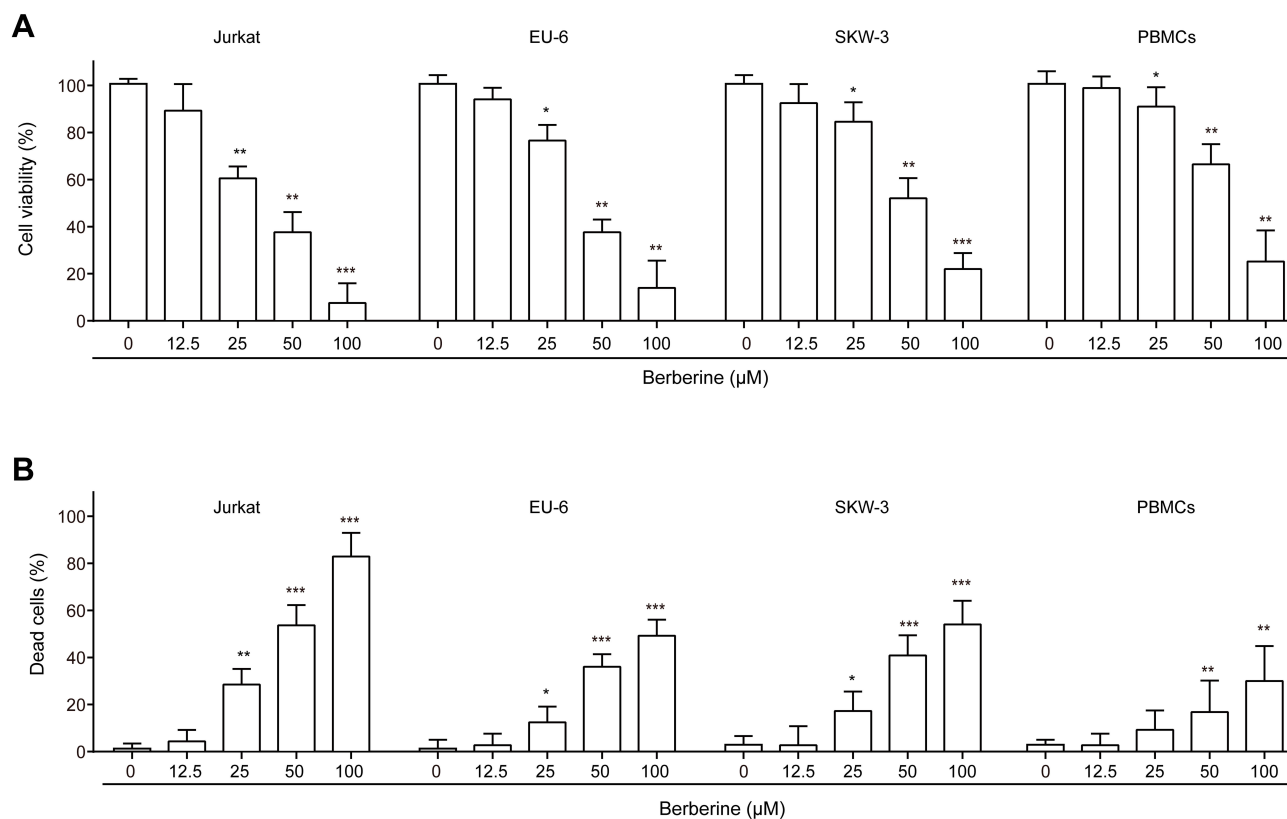 A
Jurkat EU-6 SKW-3 PBMCs
Cell viability (%)
100
80
60
40
20
0
** *** ** * ** ** * ** *** * ** **
0 12.5 25 50 100 0 12.5 25 50 100 0 12.5 25 50 100 0 12.5 25 50 100
Berberine (µM)
B
Jurkat EU-6 SKW-3 PBMCs
Dead cells (%)
100
80
60
40
20
0
** *** *** * *** *** * *** *** ** **
0 12.5 25 50 100 0 12.5 25 50 100 0 12.5 25 50 100 0 12.5 25 50 100
Berberine (µM)